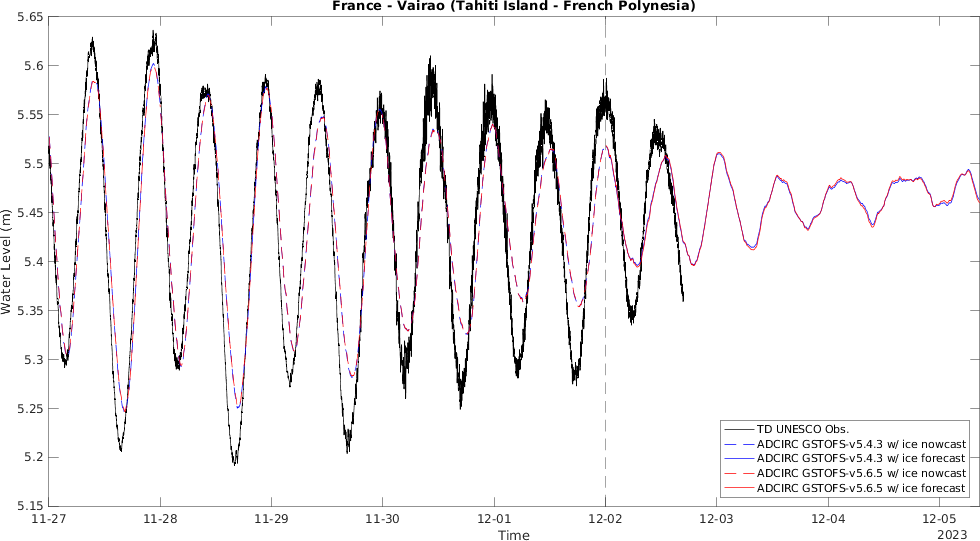 France - Vairao (Tahiti Island - French Polynesia)
5.65
5.6
5.55
5.5
5.45
5.4
5.35
5.3
5.25
5.2
5.15
Water Level (m)
11-27 11-28 11-29 11-30 12-01 12-02 12-03 12-04 12-05
Time
2023
TD UNESCO Obs.
ADCIRC GSTOFS-v5.4.3 w/ ice nowcast
ADCIRC GSTOFS-v5.4.3 w/ ice forecast
ADCIRC GSTOFS-v5.6.5 w/ ice nowcast
ADCIRC GSTOFS-v5.6.5 w/ ice forecast